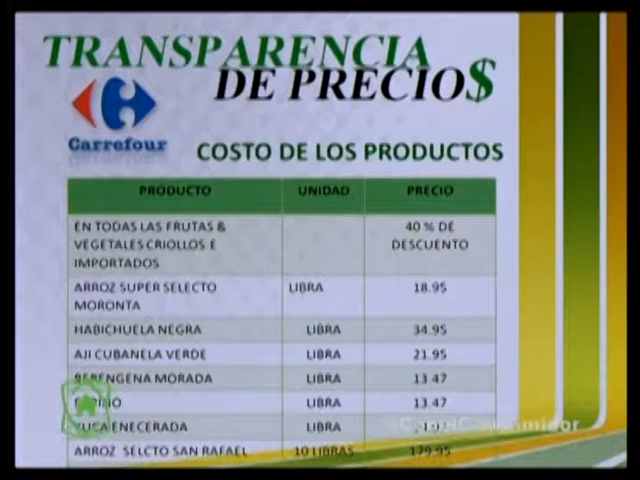 TRANSPARENCIA
DE PRECIO$
Carrefour
COSTO DE LOS PRODUCTOS
PRODUCTO UNIDAD PRECIO
EN TODAS LAS FRUTAS & 40 % DE
VEGETALES CRIOLLOS E DESCUENTO
IMPORTADOS
ARROZ SUPER SELECTO LIBRA 18.95
MORONTA
HABICHUELA NEGRA LIBRA 34.95
AJI CUBANELA VERDE LIBRA 21.95
BERENGENA MORADA LIBRA 13.47
LIBRA 13.47
YUCA ENECERADA LIBRA
ARROZ SELCTO SAN RAFAEL 10 LIBRAS 179.95